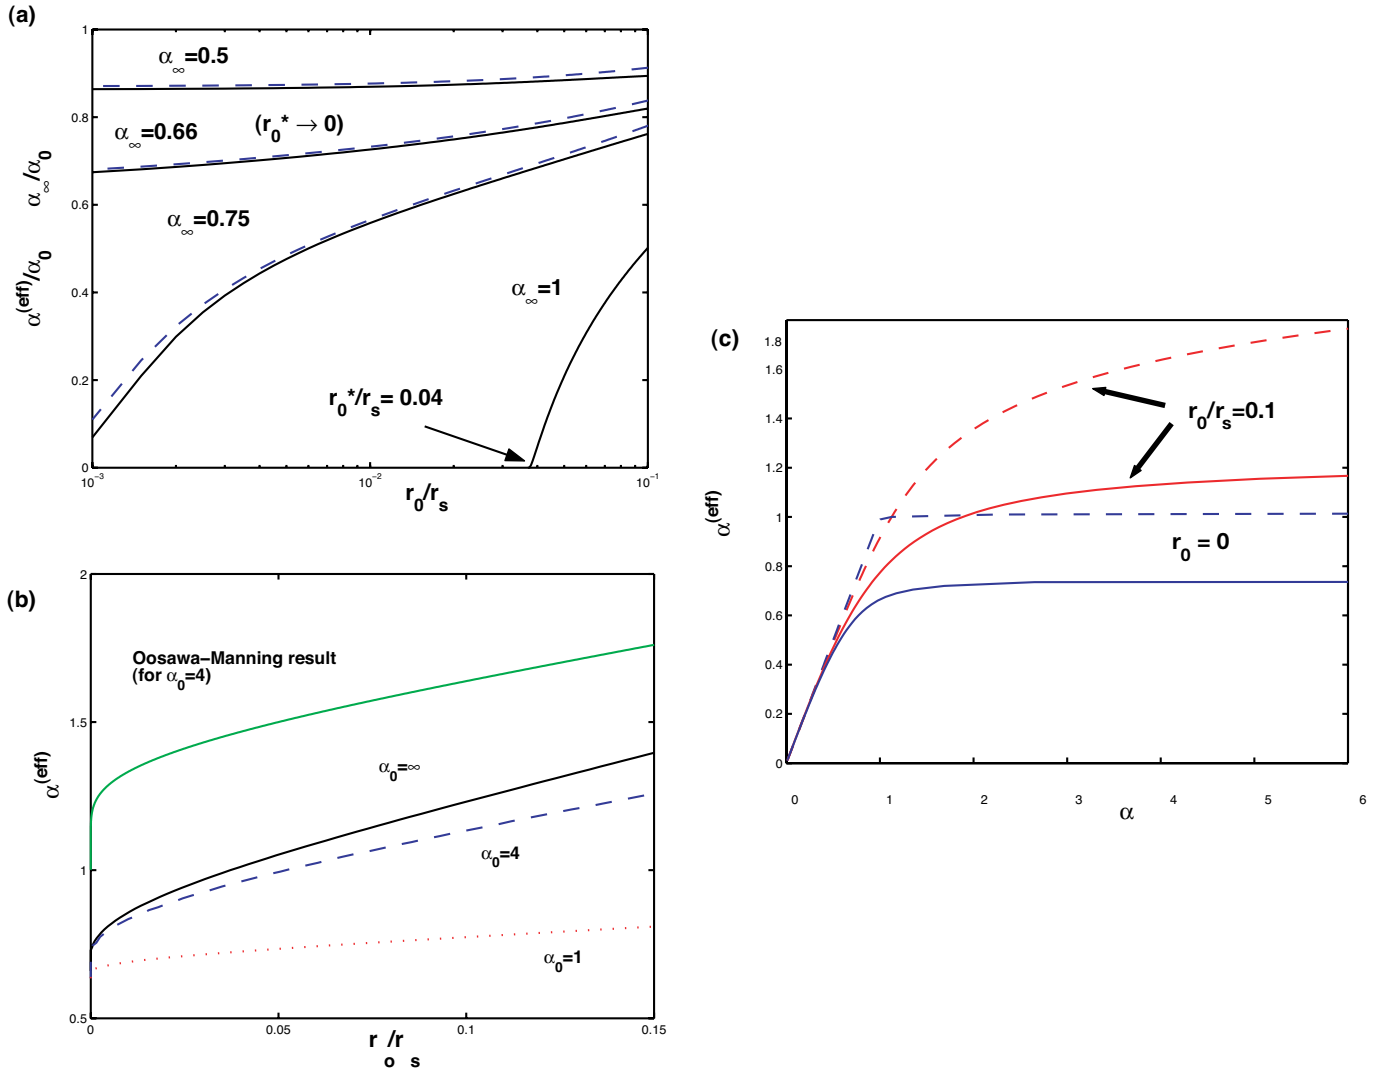 (a)
1
0.8
0.6
0.4
0.2
0
α∞=0.5
α∞=0.66
(r0* → 0)
α∞=0.75
α∞=1
r0*/rs= 0.04
α(eff)/α0 α∞/α0
10−3 10−2 10−1
r0/rs
(b)
2
1.5
1
0.5
Oosawa–Manning result
(for α0=4)
α0=∞
α0=4
α0=1
α(eff)
0 0.05 0.1 0.15
ro/rs
(c)
1.8
1.6
1.4
1.2
1
0.8
0.6
0.4
0.2
0
r0/rs=0.1
r0 = 0
α(eff)
0 1 2 3 4 5 6
α